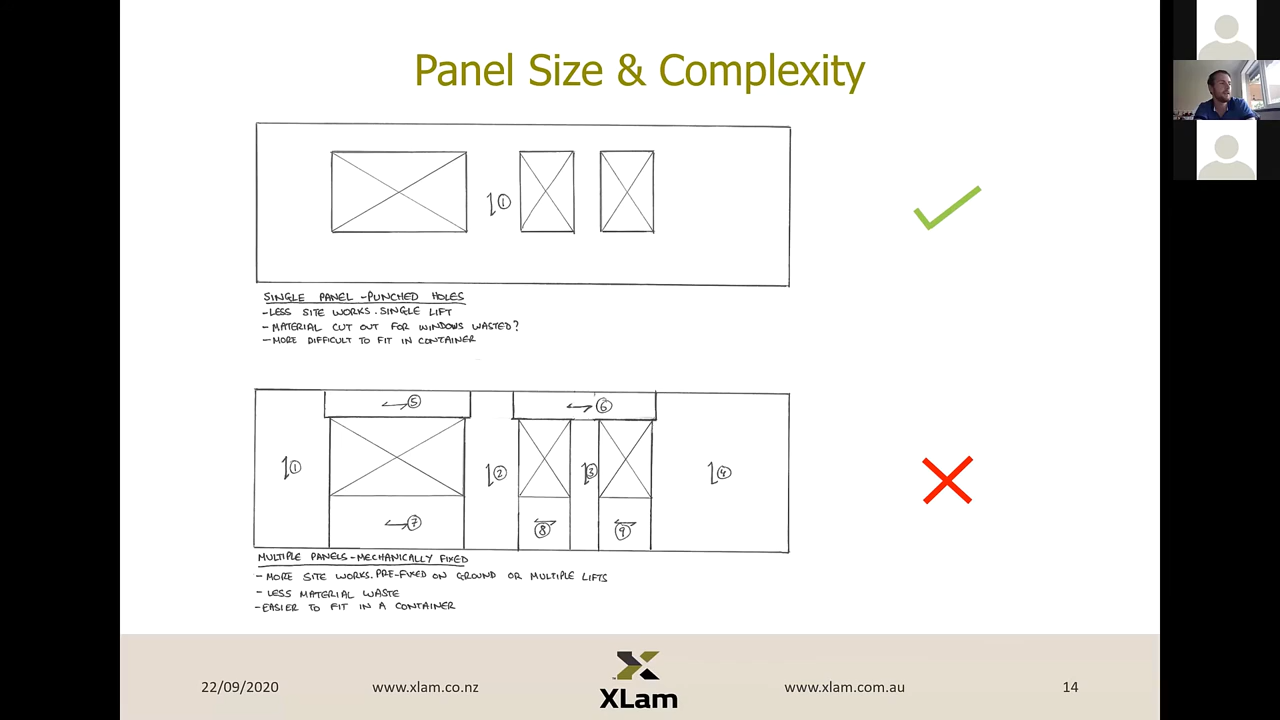 Panel Size & Complexity
①
SINGLE PANEL - PUNCHED HOLES
- LESS SITE WORKS. SINGLE LIFT
- MATERIAL CUT OUT FOR WINDOWS WASTED?
- MORE DIFFICULT TO FIT IN CONTAINER
⑤ ⑥
① ② ③ ④
⑦ ⑧ ⑨
MULTIPLE PANELS - MECHANICALLY FIXED
- MORE SITE WORKS. PRE-FIXED ON GROUND OR MULTIPLE LIFTS
- LESS MATERIAL WASTE
- EASIER TO FIT IN A CONTAINER
XLam
22/09/2020 www.xlam.co.nz www.xlam.com.au 14